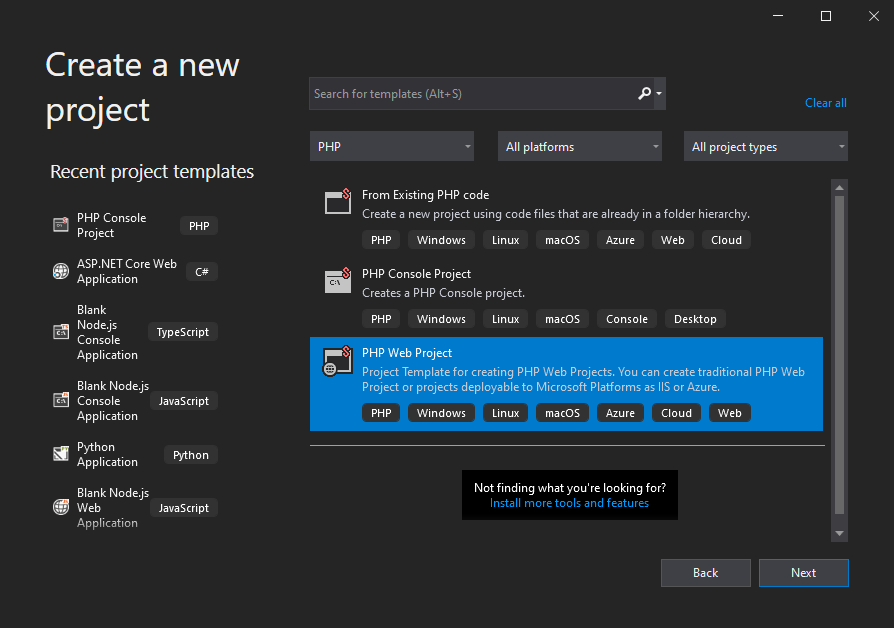 Create a new
project
Search for templates (Alt+S)
Clear all
PHP
All platforms
All project types
Recent project templates
PHP Console
Project
PHP
ASP.NET Core Web
Application
C#
Blank
Node.js
Console
Application
TypeScript
Blank Node.js
Console
Application
JavaScript
Python
Application
Python
Blank Node.js
Web
Application
JavaScript
From Existing PHP code
Create a new project using code files that are already in a folder hierarchy.
PHP Windows Linux macOS Azure Web Cloud
PHP Console Project
Creates a PHP Console project.
PHP Windows Linux macOS Console Desktop
PHP Web Project
Project Template for creating PHP Web Projects. You can create traditional PHP Web
Project or projects deployable to Microsoft Platforms as IIS or Azure.
PHP Windows Linux macOS Azure Cloud Web
Not finding what you're looking for?
Install more tools and features
Back
Next